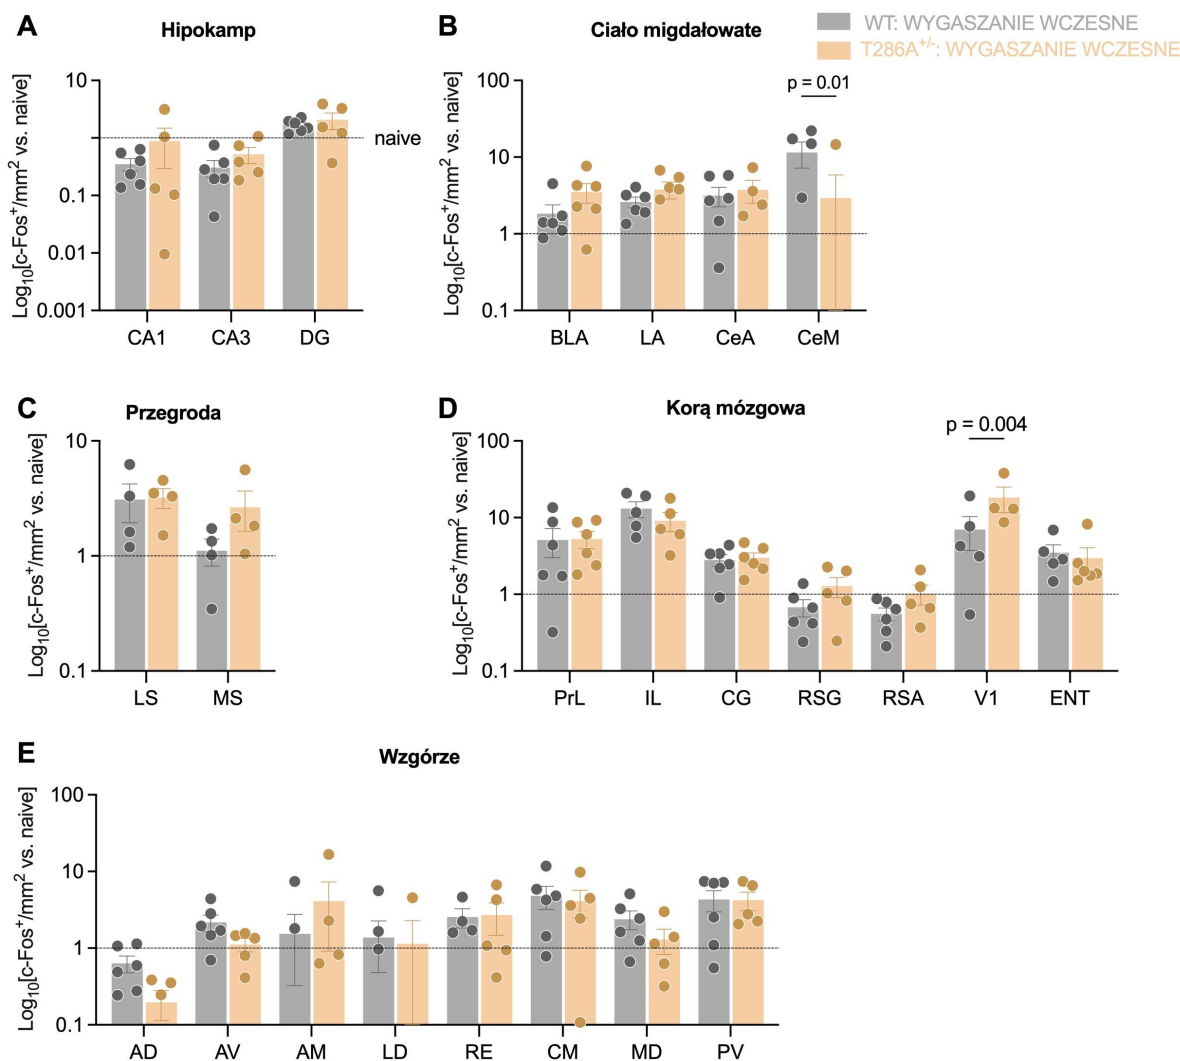 A
Hipokamp
Log10[c-Fos+/mm2 vs. naive]
10
0.1
0.01
0.001
naive
CA1 CA3 DG
B
Ciało migdałowate
WT: WYGASZANIE WCZESNE
T286A+/-: WYGASZANIE WCZESNE
Log10[c-Fos+/mm2 vs. naive]
100
10
1
0.1
p = 0.01
BLA LA CeA CeM
C
Przegroda
Log10[c-Fos+/mm2 vs. naive]
10
1
0.1
LS MS
D
Korą mózgowa
Log10[c-Fos+/mm2 vs. naive]
100
10
1
0.1
p = 0.004
PrL IL CG RSG RSA V1 ENT
E
Wzgórze
Log10[c-Fos+/mm2 vs. naive]
100
10
1
0.1
AD AV AM LD RE CM MD PV